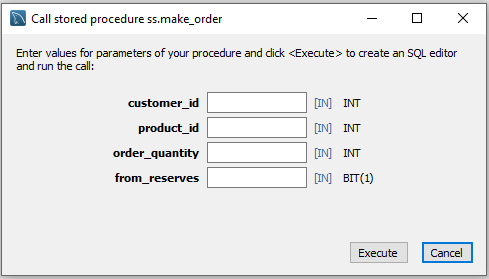 Call stored procedure ss.make_order
Enter values for parameters of your procedure and click <Execute> to create an SQL editor
and run the call:
customer_id [IN] INT
product_id [IN] INT
order_quantity [IN] INT
from_reserves [IN] BIT(1)
Execute Cancel